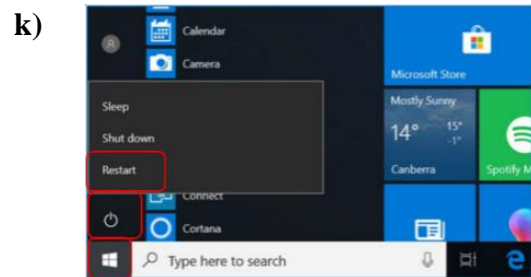 k)
Calendar
Camera
Microsoft Store
Sleep
Shut down
Restart
Mostly Sunny
14° 15°
-1°
Canberra
Spotify M
Connect
Cortana
Type here to search